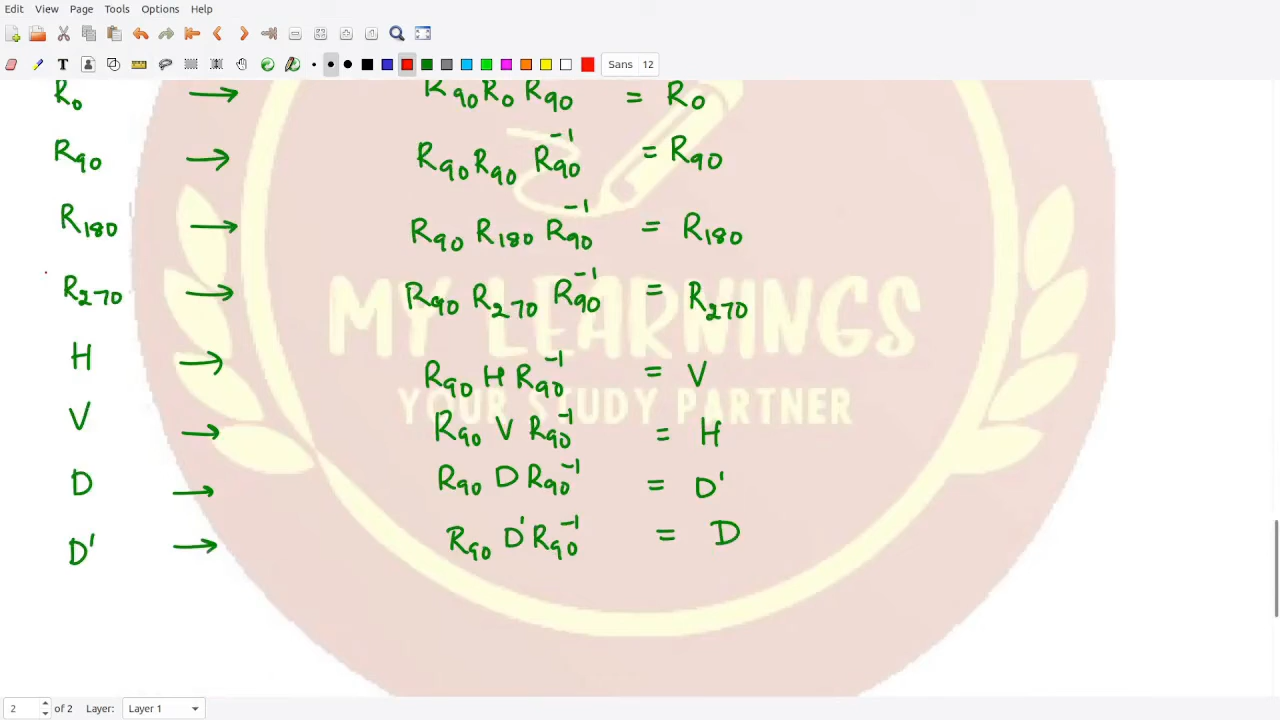 Edit View Page Tools Options Help
T Sans 12
R₀ → R₉₀ R₀ R₉₀ = R₀
R₉₀ → R₉₀ R₉₀ R₉₀⁻¹ = R₉₀
R₁₈₀ → R₉₀ R₁₈₀ R₉₀⁻¹ = R₁₈₀
R₂₇₀ → R₉₀ R₂₇₀ R₉₀⁻¹ = R₂₇₀
MY LEARNINGS
H → R₉₀ H R₉₀⁻¹ = V
YOUR STUDY PARTNER
V → R₉₀ V R₉₀⁻¹ = H
D → R₉₀ D R₉₀⁻¹ = D'
D' → R₉₀ D' R₉₀⁻¹ = D
2 of 2 Layer: Layer 1